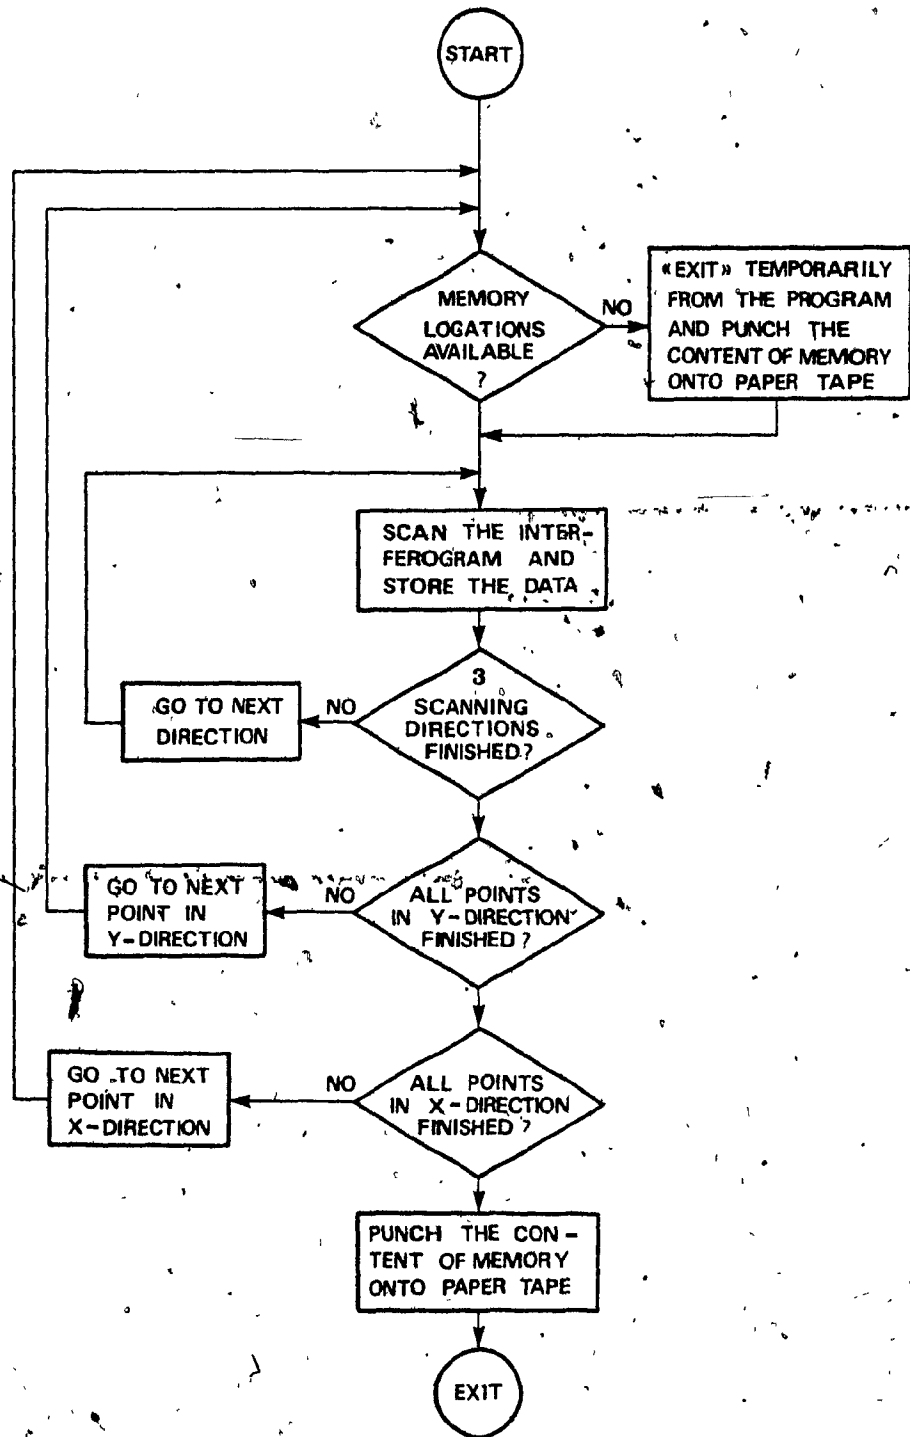 START
MEMORY
LOCATIONS
AVAILABLE
?
NO
«EXIT» TEMPORARILY
FROM THE PROGRAM
AND PUNCH THE
CONTENT OF MEMORY
ONTO PAPER TAPE
SCAN THE INTER-
FEROGRAM AND
STORE THE DATA
3
SCANNING
DIRECTIONS
FINISHED?
NO
GO TO NEXT
DIRECTION
ALL POINTS
IN Y-DIRECTION
FINISHED?
NO
GO TO NEXT
POINT IN
Y-DIRECTION
ALL POINTS
IN X-DIRECTION
FINISHED?
NO
GO TO NEXT
POINT IN
X-DIRECTION
PUNCH THE CON-
TENT OF MEMORY
ONTO PAPER TAPE
EXIT